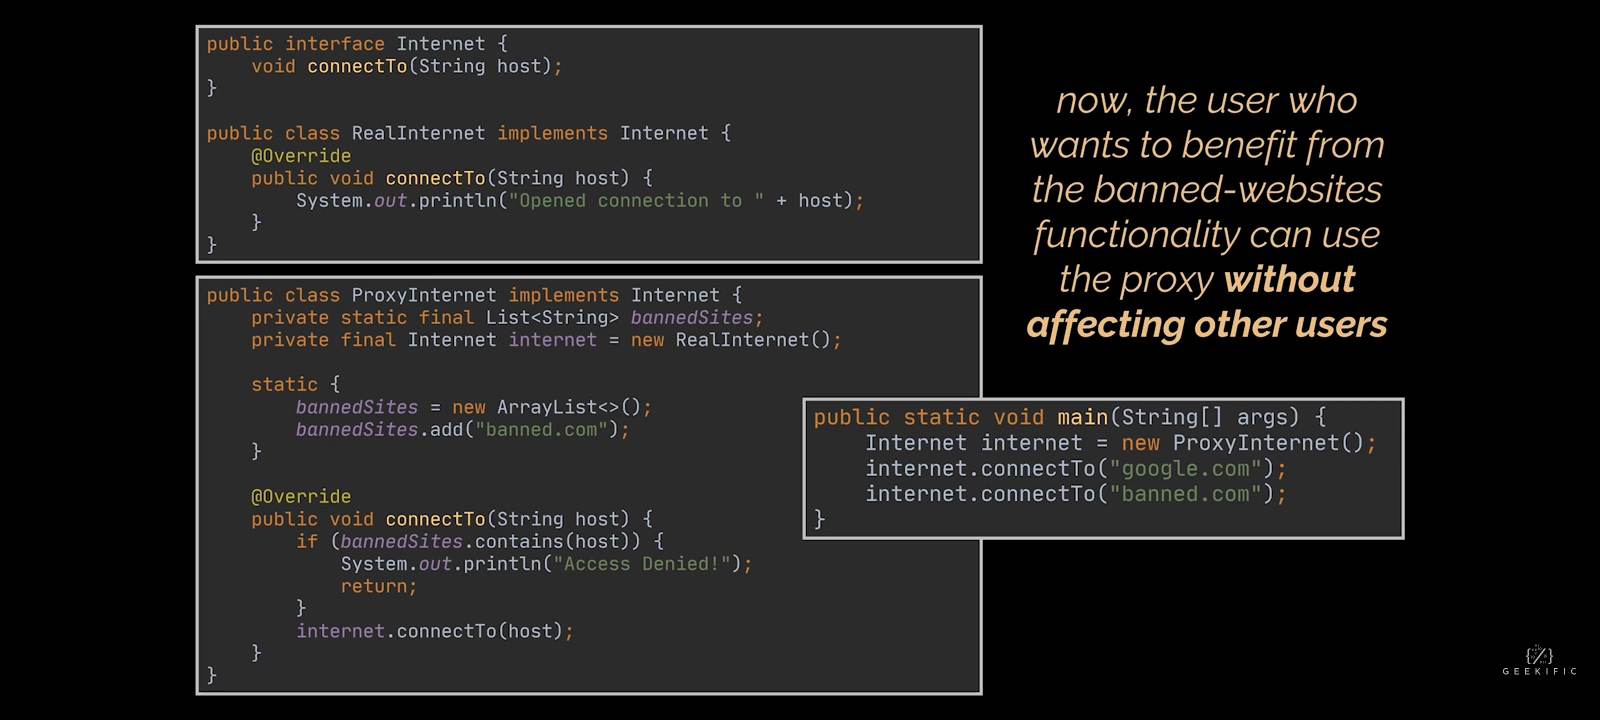 public interface Internet {
    void connectTo(String host);
}
public class RealInternet implements Internet {
    @Override
    public void connectTo(String host) {
        System.out.println("Opened connection to " + host);
    }
}
public class ProxyInternet implements Internet {
    private static final List<String> bannedSites;
    private final Internet internet = new RealInternet();
    static {
        bannedSites = new ArrayList<>();
        bannedSites.add("banned.com");
    }
    @Override
    public void connectTo(String host) {
        if (bannedSites.contains(host)) {
            System.out.println("Access Denied!");
            return;
        }
        internet.connectTo(host);
    }
}
now, the user who
wants to benefit from
the banned-websites
functionality can use
the proxy without
affecting other users
public static void main(String[] args) {
    Internet internet = new ProxyInternet();
    internet.connectTo("google.com");
    internet.connectTo("banned.com");
}
GEEKIFIC